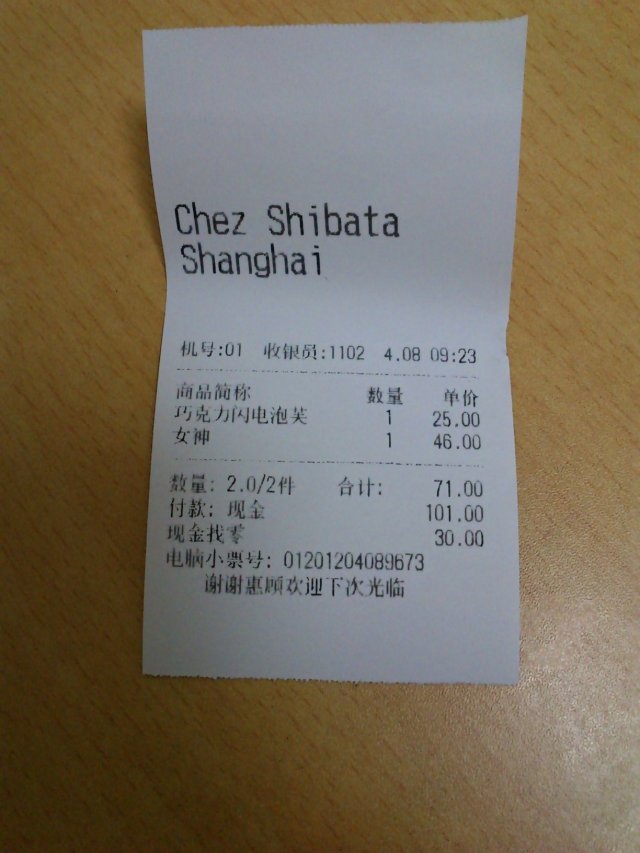 Chez Shibata
Shanghai
机号:01 收银员:1102 4.08 09:23
商品简称 数量 单价
巧克力闪电泡芙 1 25.00
女神 1 46.00
数量: 2.0/2件 合计: 71.00
付款: 现金 101.00
现金找零 30.00
电脑小票号: 01201204089673
谢谢惠顾欢迎下次光临